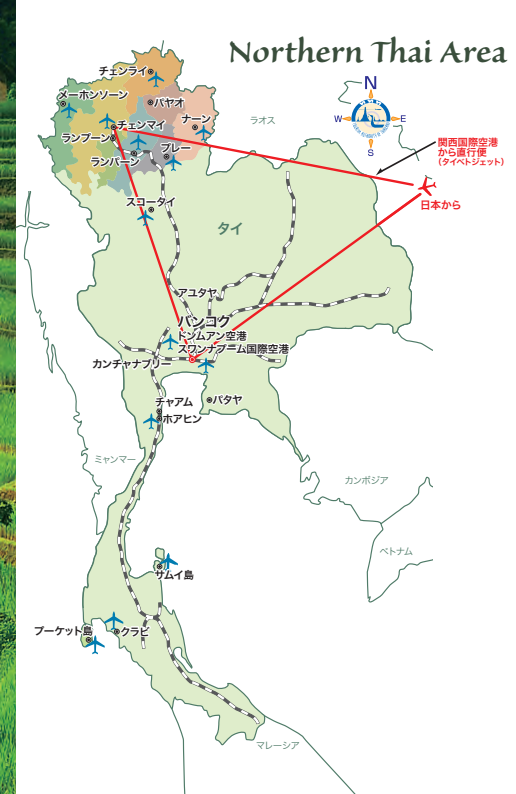 Northern Thai Area
チェンライ
メーホンソーン
パヤオ
チェンマイ
ナーン
ラオス
N
W
E
S
ランプーン
プレー
ランパーン
関西国際空港
から直行便
(タイベトジェット)
日本から
スコータイ
タイ
アユタヤ
バンコク
ドンムアン空港
スワンナプーム国際空港
カンチャナブリー
チャアム
パタヤ
ホアヒン
ミャンマー
カンボジア
ベトナム
サムイ島
プーケット島
クラビ
マレーシア